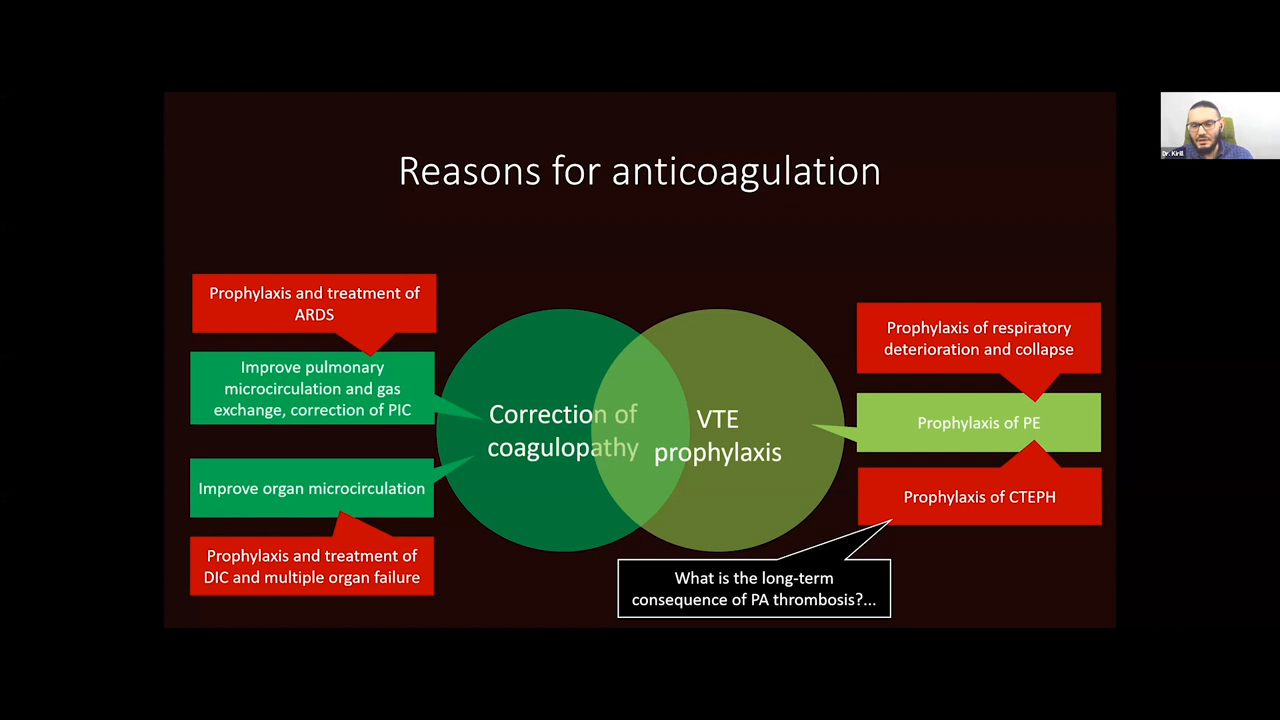 Reasons for anticoagulation
Prophylaxis and treatment of
ARDS
Improve pulmonary
microcirculation and gas
exchange, correction of PIC
Improve organ microcirculation
Prophylaxis and treatment of
DIC and multiple organ failure
Correction of
coagulopathy
VTE
prophylaxis
Prophylaxis of respiratory
deterioration and collapse
Prophylaxis of PE
Prophylaxis of CTEPH
What is the long-term
consequence of PA thrombosis?...
Dr. Kirill